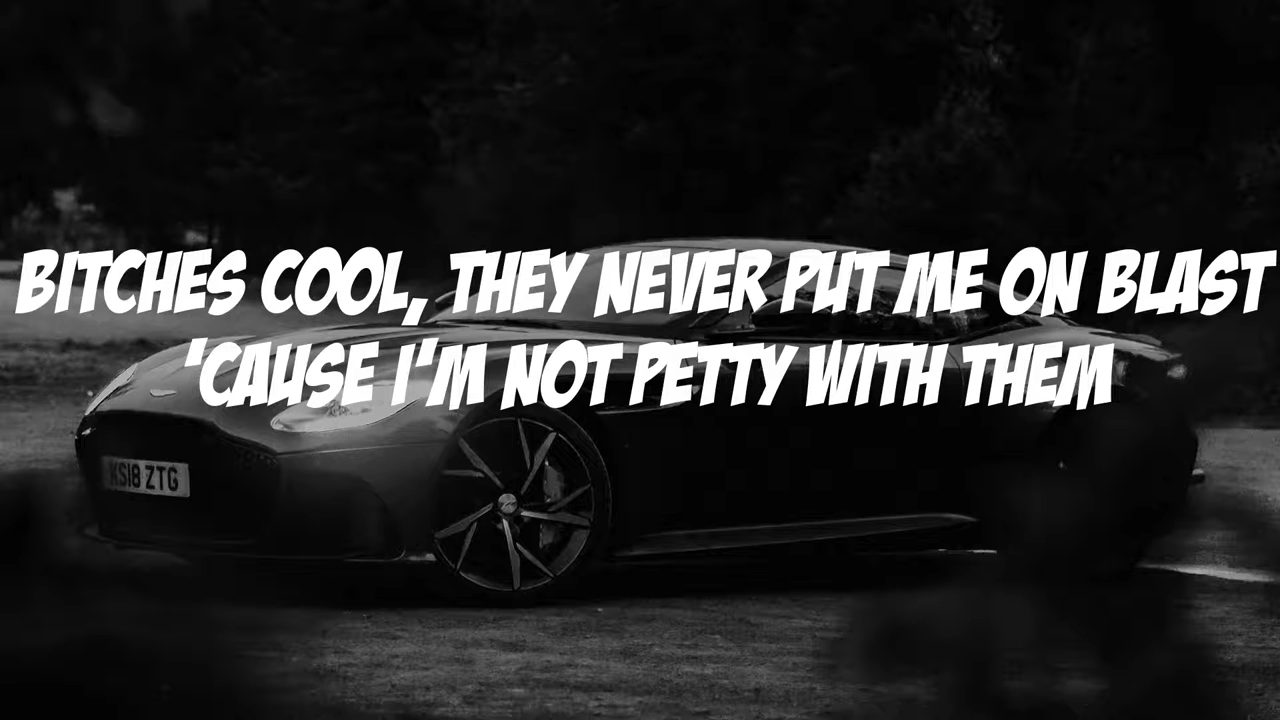 BITCHES COOL, THEY NEVER PUT ME ON BLAST
'CAUSE I'M NOT PETTY WITH THEM
KS18 ZTG